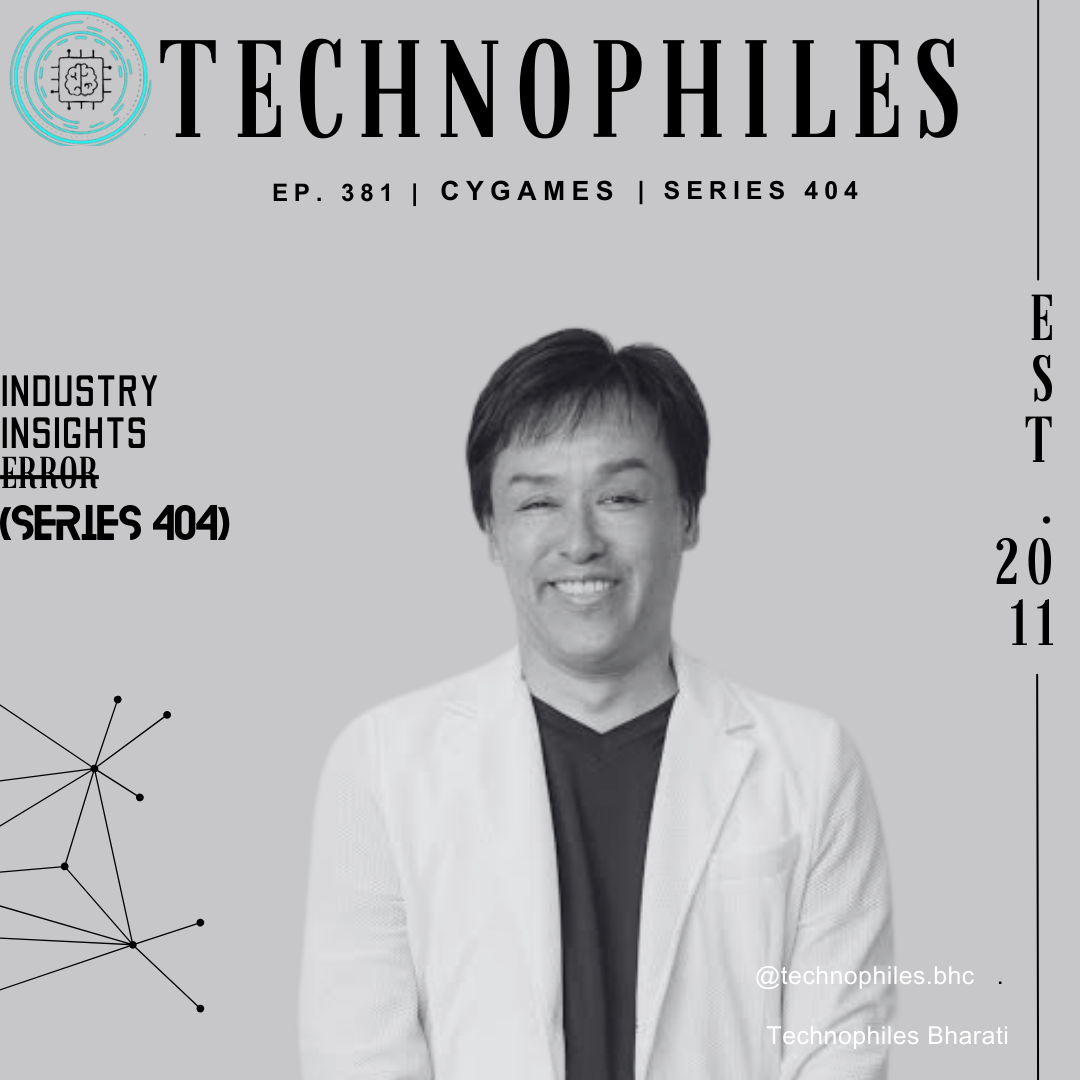 TECHNOPHILES
EP. 381 | CYGAMES | SERIES 404
INDUSTRY
INSIGHTS
ERROR
(SERIES 404)
E
S
T
.
20
11
@technophiles.bhc .
Technophiles Bharati